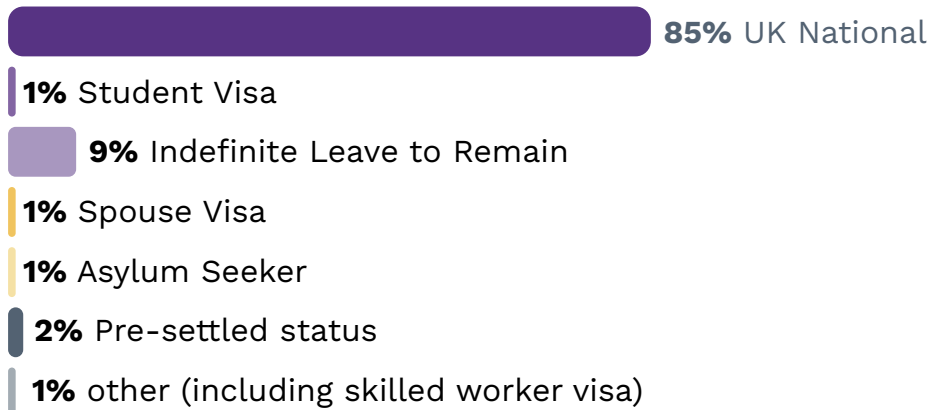 85% UK National
1% Student Visa
9% Indefinite Leave to Remain
1% Spouse Visa
1% Asylum Seeker
2% Pre-settled status
1% other (including skilled worker visa)